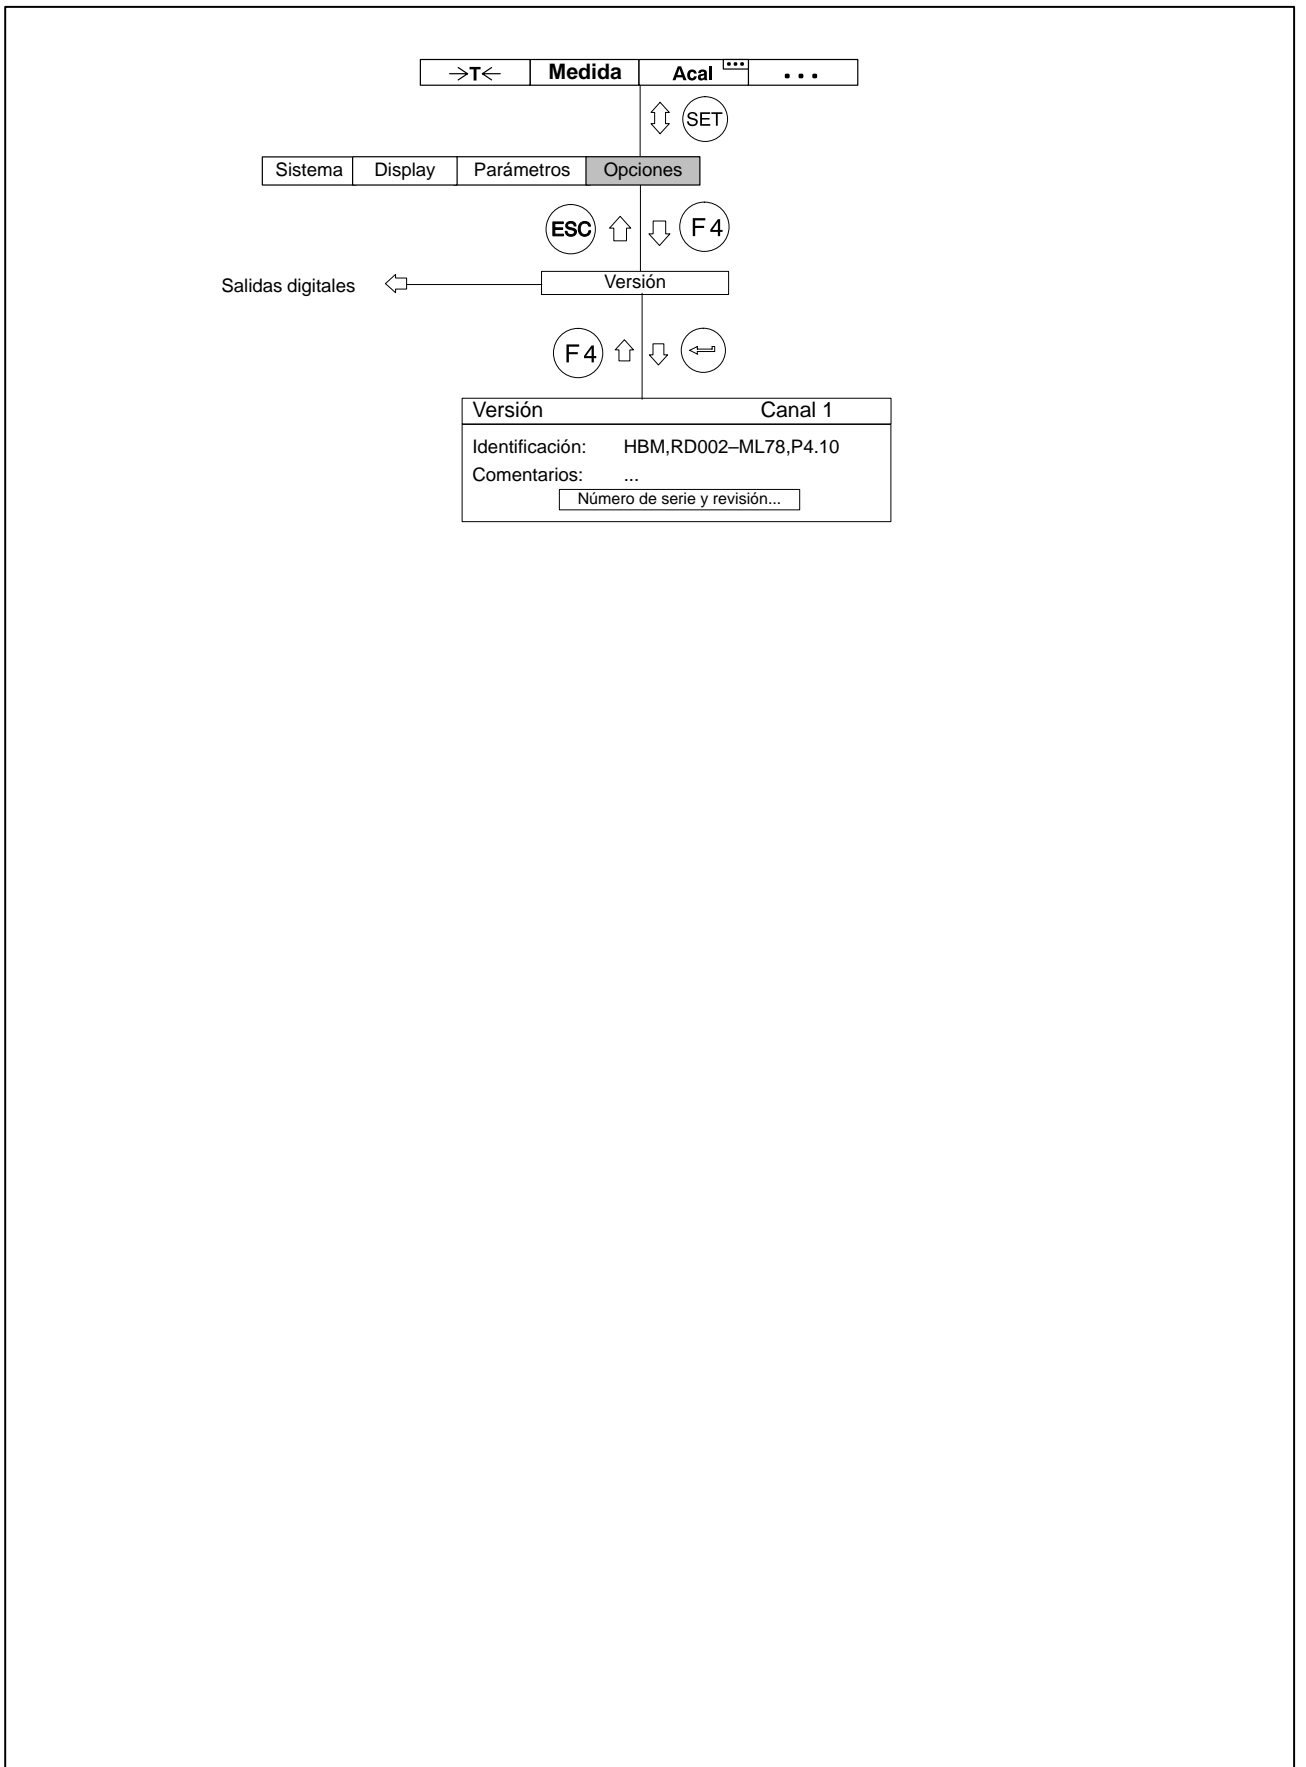 →T← Medida Acal ...
SET
Sistema Display Parámetros Opciones
ESC F4
Salidas digitales Versión
F4
Versión Canal 1
Identificación: HBM,RD002–ML78,P4.10
Comentarios: ...
Número de serie y revisión...